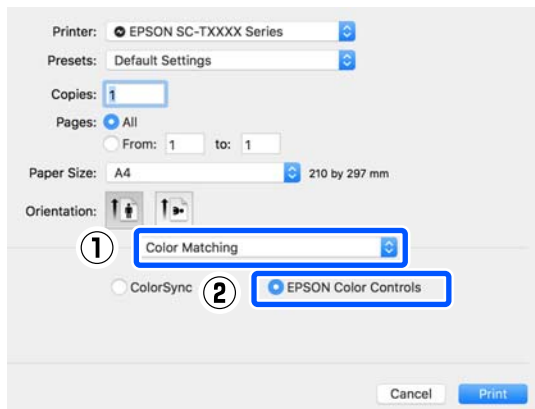 Printer: EPSON SC-TXXXX Series
Presets: Default Settings
Copies: 1
Pages: All
From: 1 to: 1
Paper Size: A4 210 by 297 mm
Orientation:
① Color Matching
ColorSync ② EPSON Color Controls
Cancel Print